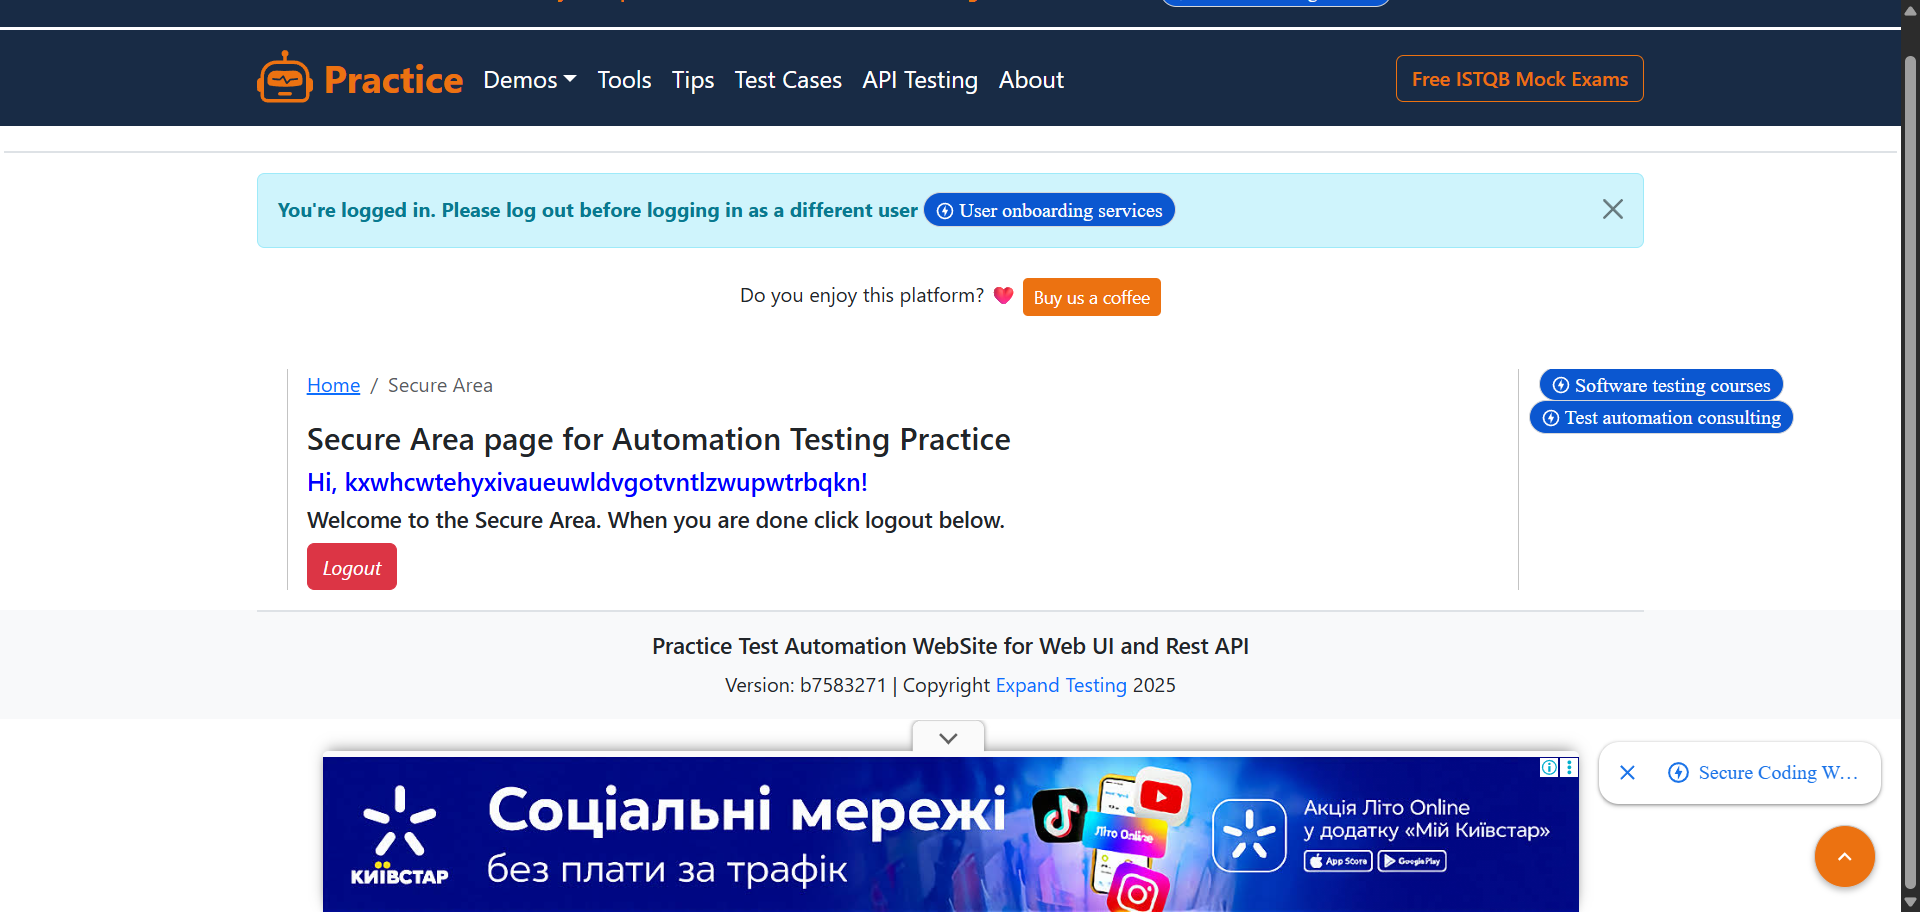 Practice Demos Tools Tips Test Cases API Testing About Free ISTQB Mock Exams
You're logged in. Please log out before logging in as a different user User onboarding services
Do you enjoy this platform? Buy us a coffee
Home / Secure Area
Software testing courses
Test automation consulting
Secure Area page for Automation Testing Practice
Hi, kxwhcwtehyxivaueuwldvgotvntlzwupwtrbqkn!
Welcome to the Secure Area. When you are done click logout below.
Logout
Practice Test Automation WebSite for Web UI and Rest API
Version: b7583271 | Copyright Expand Testing 2025
Secure Coding W...
КИЇВСТАР
Соціальні мережі
без плати за трафік
Літо Online
Акція Літо Online
у додатку «Мій Київстар»
App Store Google Play